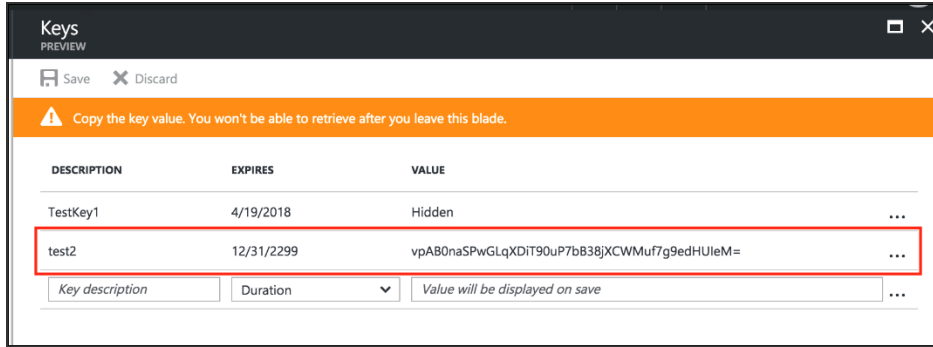 Keys
PREVIEW
Save Discard
Copy the key value. You won't be able to retrieve after you leave this blade.
DESCRIPTION EXPIRES VALUE
TestKey1 4/19/2018 Hidden ...
test2 12/31/2299 vpAB0naSPwGLqXDiT90uP7bB38jXCWMuf7g9edHUIeM= ...
Key description Duration Value will be displayed on save ...